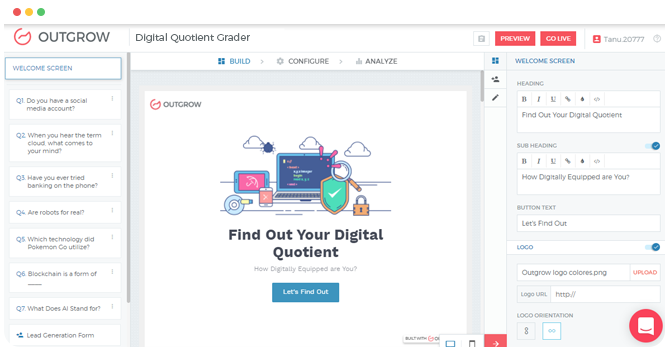 OUTGROW
Digital Quotient Grader
PREVIEW
GO LIVE
Tanu 20777
WELCOME SCREEN
Q1. Do you have a social
media account?
Q2. When you hear the term
cloud, what comes to
your mind?
Q3. Have you ever tried
banking on the phone?
Q4. Are robots for real?
Q5. Which technology did
Pokemon Go utilize?
Q6. Blockchain is a form of
____
Q7. What Does AI Stand for?
Lead Generation Form
BUILD
CONFIGURE
ANALYZE
OUTGROW
Find Out Your Digital
Quotient
How Digitally Equipped are You?
Let's Find Out
BUILT WITH
WELCOME SCREEN
HEADING
B I U
Find Out Your Digital Quotient
SUB HEADING
B I U
How Digitally Equipped are You?
BUTTON TEXT
Let's Find Out
LOGO
Outgrow logo colores.png
UPLOAD
Logo URL
http://
LOGO ORIENTATION